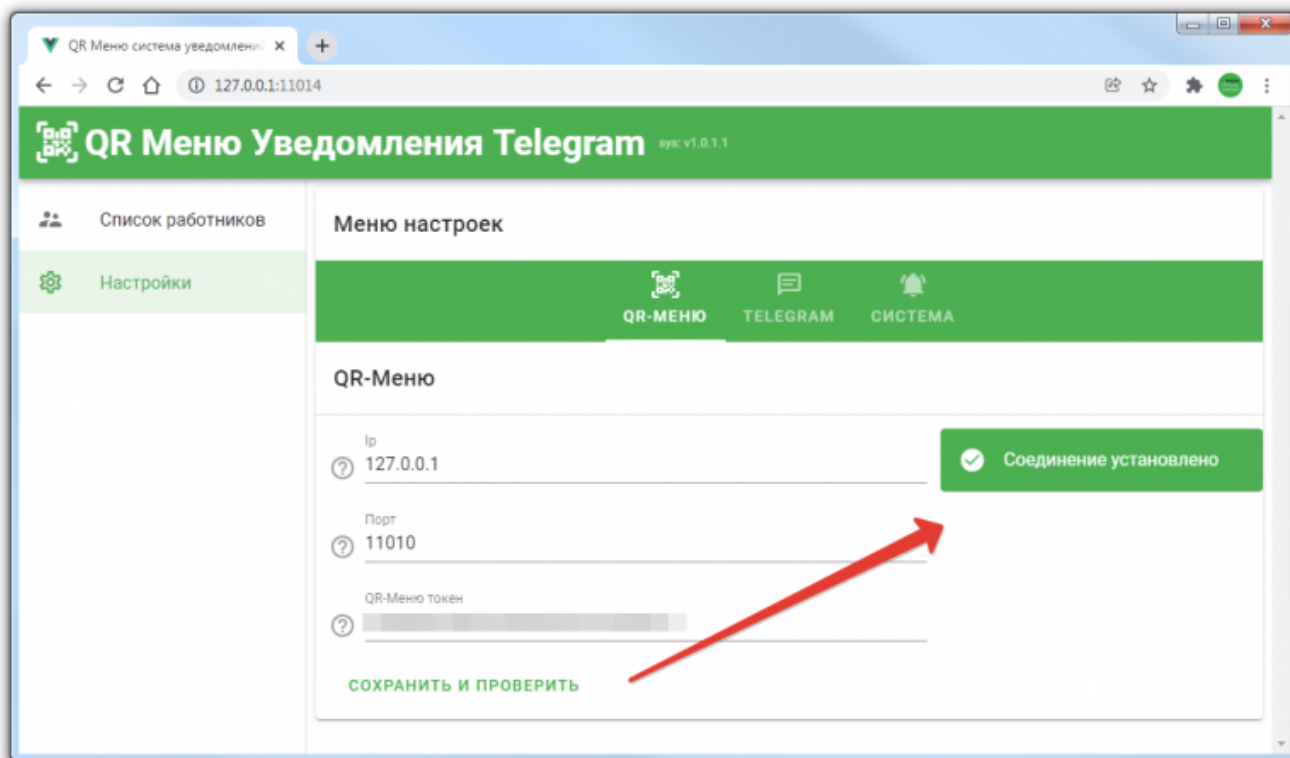 QR Меню система уведомлени
127.0.0.1:11014
QR Меню Уведомления Telegram sys: v1.0.1.1
Список работников
Настройки
Меню настроек
QR-МЕНЮ TELEGRAM СИСТЕМА
QR-Меню
Ip
127.0.0.1
Соединение установлено
Порт
11010
QR-Меню токен
СОХРАНИТЬ И ПРОВЕРИТЬ